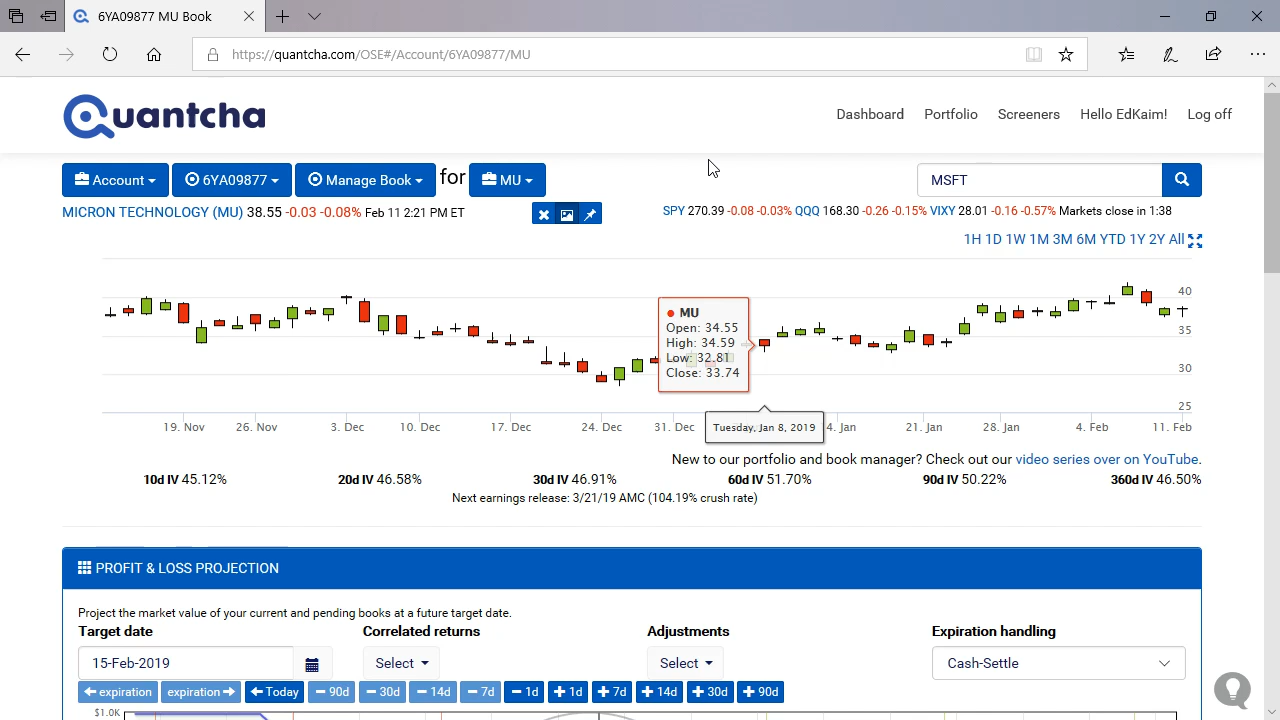 6YA09877 MU Book
https://quantcha.com/OSE#/Account/6YA09877/MU
Quantcha
Dashboard Portfolio Screeners Hello EdKaim! Log off
Account 6YA09877 Manage Book for MU MSFT
MICRON TECHNOLOGY (MU) 38.55 -0.03 -0.08% Feb 11 2:21 PM ET SPY 270.39 -0.08 -0.03% QQQ 168.30 -0.26 -0.15% VIXY 28.01 -0.16 -0.57% Markets close in 1:38
1H 1D 1W 1M 3M 6M YTD 1Y 2Y All
40
35
30
25
MU
Open: 34.55
High: 34.59
Low: 32.81
Close: 33.74
19. Nov 26. Nov 3. Dec 10. Dec 17. Dec 24. Dec 31. Dec Tuesday, Jan 8, 2019 4. Jan 21. Jan 28. Jan 4. Feb 11. Feb
New to our portfolio and book manager? Check out our video series over on YouTube.
10d IV 45.12% 20d IV 46.58% 30d IV 46.91% 60d IV 51.70% 90d IV 50.22% 360d IV 46.50%
Next earnings release: 3/21/19 AMC (104.19% crush rate)
PROFIT & LOSS PROJECTION
Project the market value of your current and pending books at a future target date.
Target date Correlated returns Adjustments Expiration handling
15-Feb-2019 Select Select Cash-Settle
expiration expiration Today 90d 30d 14d 7d 1d 1d 7d 14d 30d 90d
$1.0K